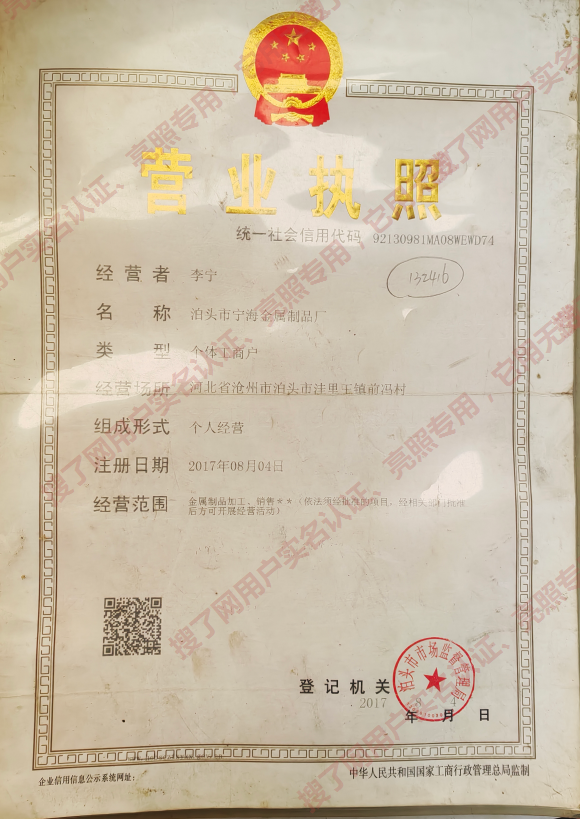 营业执照
统一社会信用代码 92130981MA08WEWD74
132416
经营者 李宁
名称 泊头市宁海金属制品厂
类型 个体工商户
经营场所 河北省沧州市泊头市洼里王镇前冯村
组成形式 个人经营
注册日期 2017年08月04日
经营范围 金属制品加工、销售**(依法须经批准的项目,经相关部门批准
后方可开展经营活动)
登记机关
泊头市市场监督管理局
2017 4
年 月 日
企业信用信息公示系统网址:
中华人民共和国国家工商行政管理总局监制
搜了网用户实名认证、亮照专用